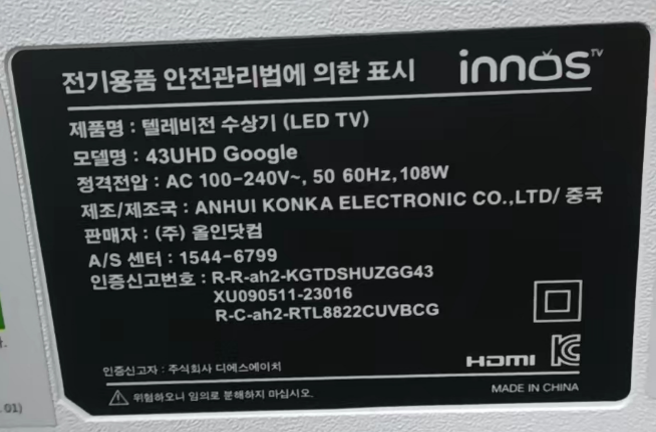 전기용품 안전관리법에 의한 표시
innos TV
제품명 : 텔레비전 수상기 (LED TV)
모델명 : 43UHD Google
정격전압 : AC 100-240V~, 50 60Hz,108W
제조/제조국 : ANHUI KONKA ELECTRONIC CO.,LTD/ 중국
판매자 : (주) 올인닷컴
A/S 센터 : 1544-6799
인증신고번호 : R-R-ah2-KGTDSHUZGG43
XU090511-23016
R-C-ah2-RTL8822CUVBCG
HDMI
인증신고자 : 주식회사 디에스에이치
위험하오니 임의로 분해하지 마십시오.
MADE IN CHINA
.01)